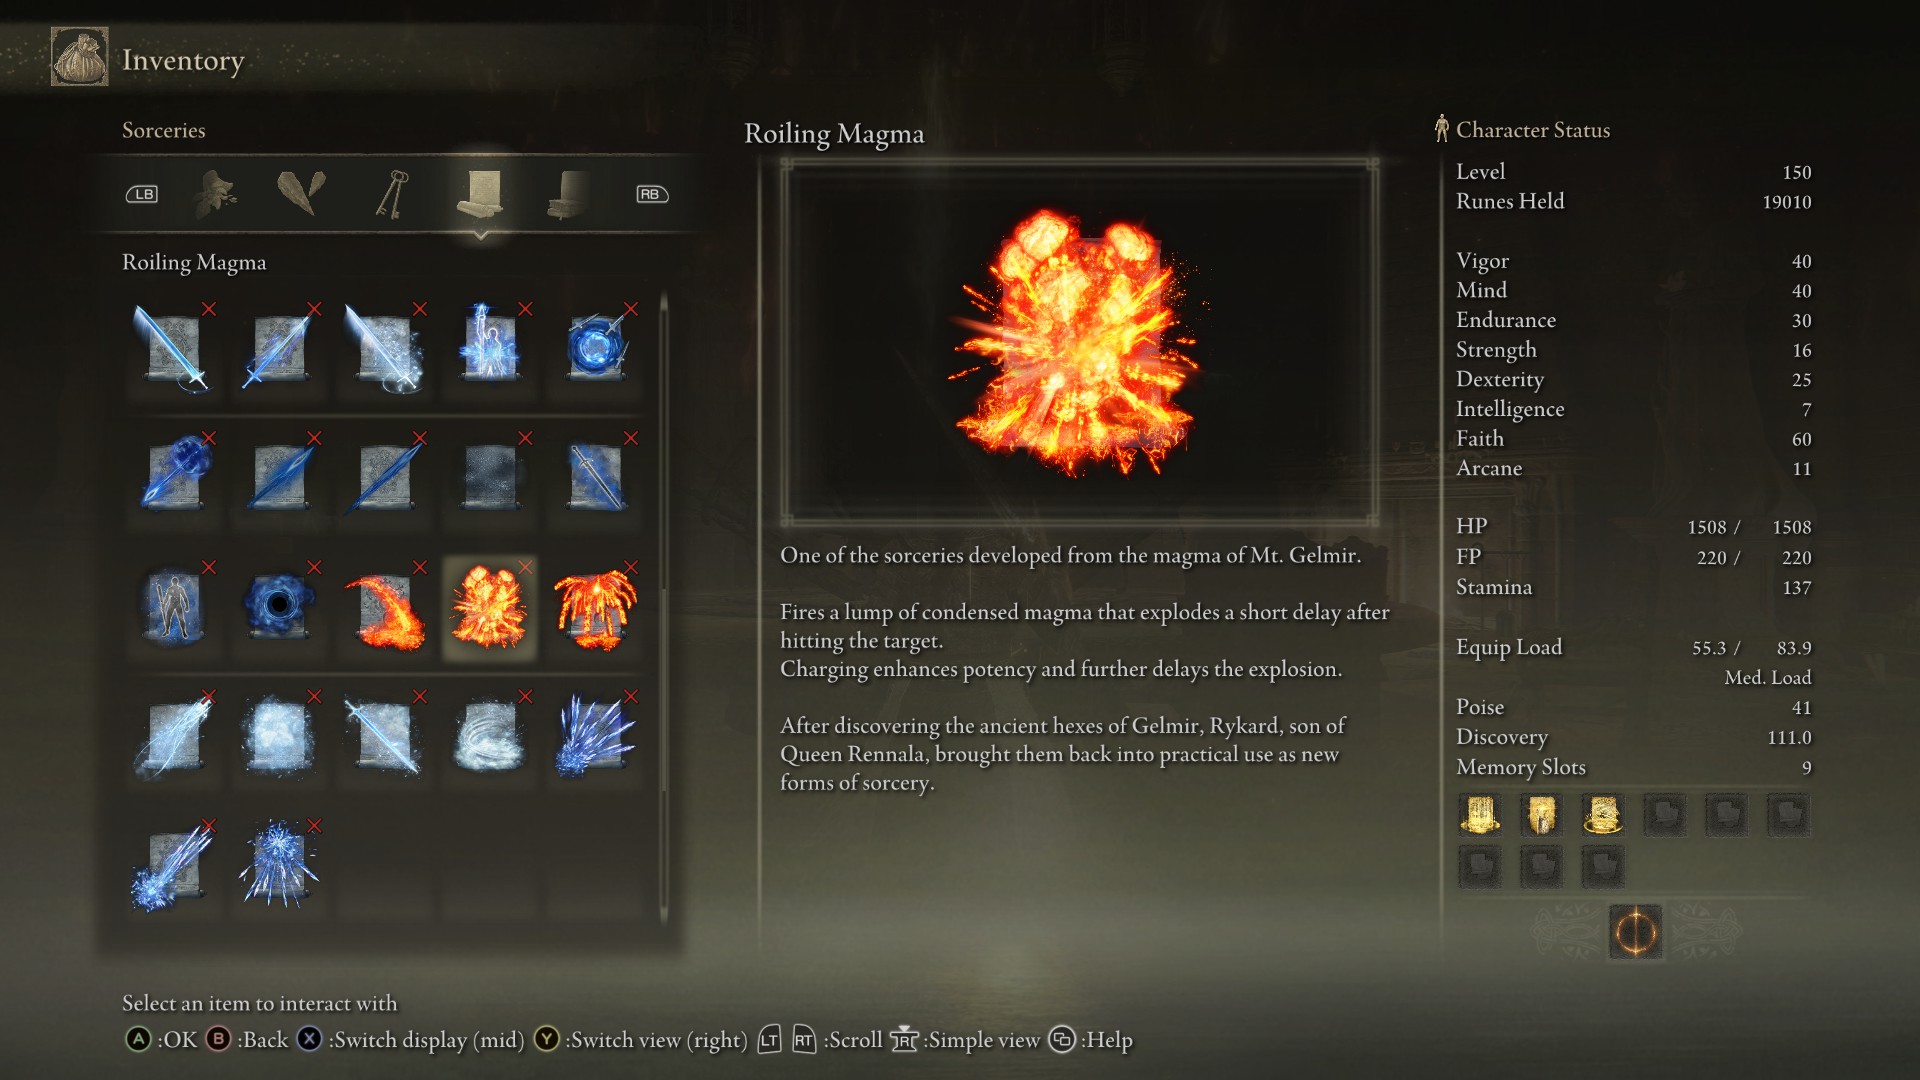 Inventory
Sorceries
LB
RB
Roiling Magma
Roiling Magma
One of the sorceries developed from the magma of Mt. Gelmir.
Fires a lump of condensed magma that explodes a short delay after
hitting the target.
Charging enhances potency and further delays the explosion.
After discovering the ancient hexes of Gelmir, Rykard, son of
Queen Rennala, brought them back into practical use as new
forms of sorcery.
Character Status
Level 150
Runes Held 19010
Vigor 40
Mind 40
Endurance 30
Strength 16
Dexterity 25
Intelligence 7
Faith 60
Arcane 11
HP 1508 / 1508
FP 220 / 220
Stamina 137
Equip Load 55.3 / 83.9
Med. Load
Poise 41
Discovery 111.0
Memory Slots 9
Select an item to interact with
A :OK B :Back X :Switch display (mid) Y :Switch view (right) LT RT :Scroll R :Simple view :Help